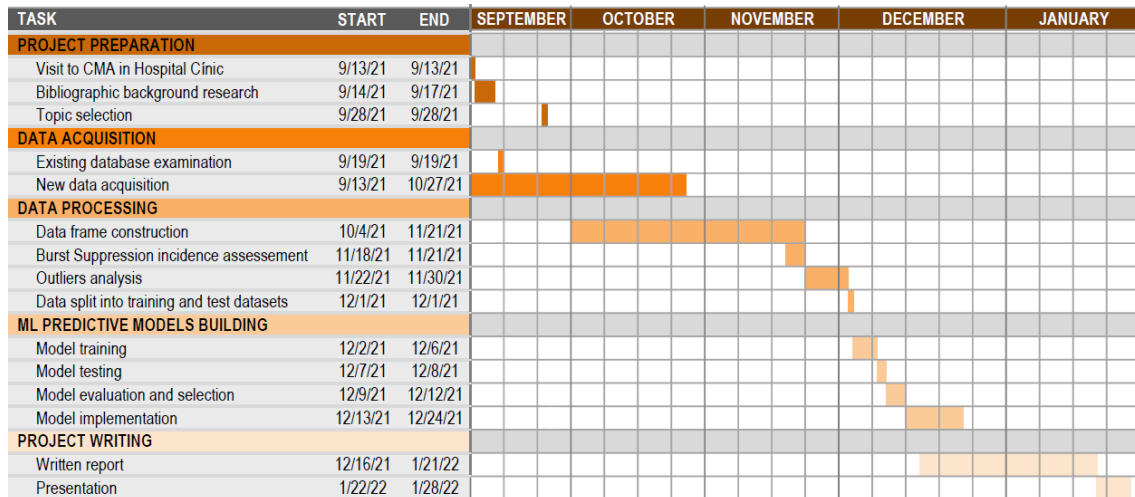 TASK START END SEPTEMBER OCTOBER NOVEMBER DECEMBER JANUARY
PROJECT PREPARATION
Visit to CMA in Hospital Cínic 9/13/21 9/13/21
Bibliographic background research 9/14/21 9/17/21
Topic selection 9/28/21 9/28/21
DATA ACQUISITION
Existing database examination 9/19/21 9/19/21
New data acquisition 9/13/21 10/27/21
DATA PROCESSING
Data frame construction 10/4/21 11/21/21
Burst Suppression incidence assessement 11/18/21 11/21/21
Outliers analysis 11/22/21 11/30/21
Data split into training and test datasets 12/1/21 12/1/21
ML PREDICTIVE MODELS BUILDING
Model training 12/2/21 12/6/21
Model testing 12/7/21 12/8/21
Model evaluation and selection 12/9/21 12/12/21
Model implementation 12/13/21 12/24/21
PROJECT WRITING
Written report 12/16/21 1/21/22
Presentation 1/22/22 1/28/22